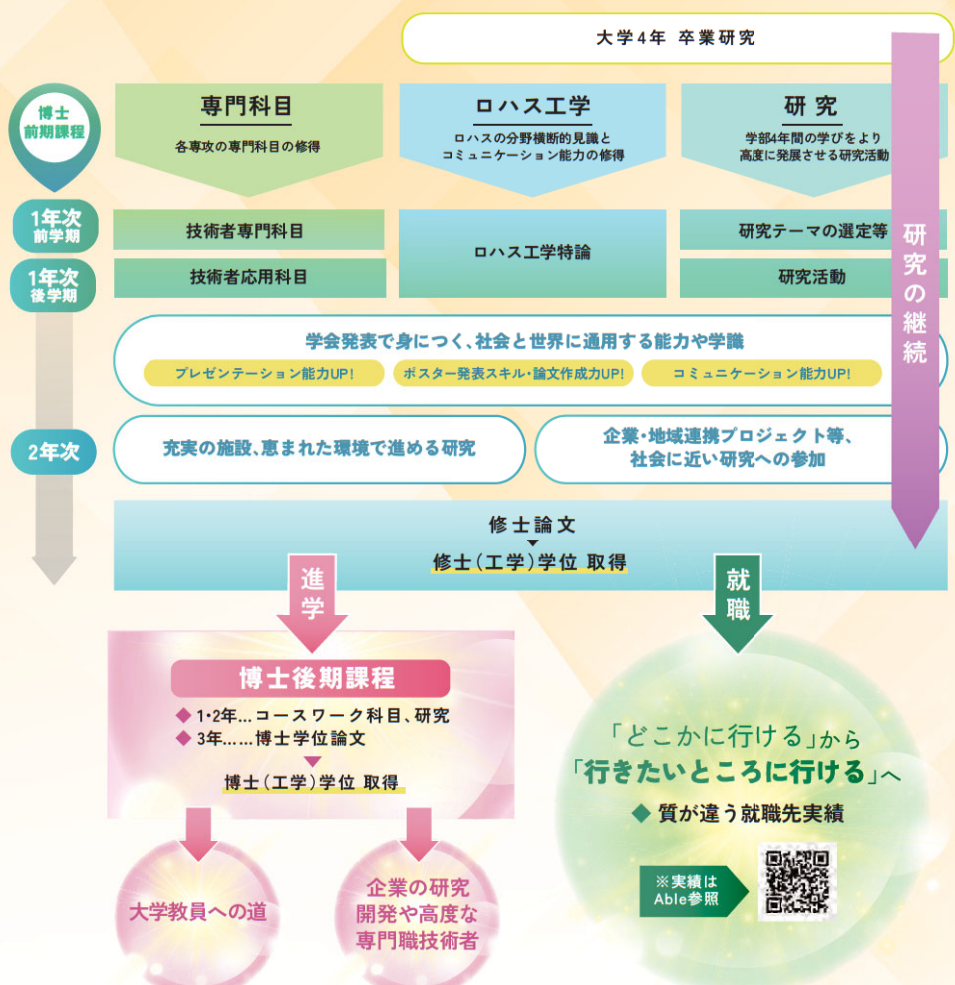 大学4年 卒業研究
博士
前期課程
専門科目
各専攻の専門科目の修得
ロハス工学
ロハスの分野横断的見識と
コミュニケーション能力の修得
研究
学部4年間の学びをより
高度に発展させる研究活動
研究の継続
1年次
前学期
技術者専門科目
ロハス工学特論
研究テーマの選定等
1年次
後学期
技術者応用科目
研究活動
学会発表で身につく、社会と世界に通用する能力や学識
プレゼンテーション能力UP!
ポスター発表スキル・論文作成力UP!
コミュニケーション能力UP!
2年次
充実の施設、恵まれた環境で進める研究
企業・地域連携プロジェクト等、
社会に近い研究への参加
修士論文
修士(工学)学位 取得
進学
就職
博士後期課程
◆ 1・2年...コースワーク科目、研究
◆ 3年......博士学位論文
博士(工学)学位 取得
大学教員への道
企業の研究
開発や高度な
専門職技術者
「どこかに行ける」から
「行きたいところに行ける」へ
◆ 質が違う就職先実績
※実績は
Able参照